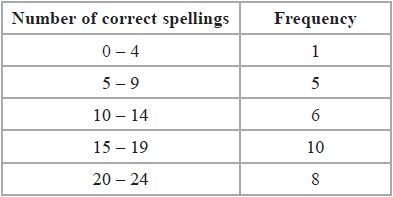 Number of correct spellings Frequency
0 – 4 1
5 – 9 5
10 – 14 6
15 – 19 10
20 – 24 8